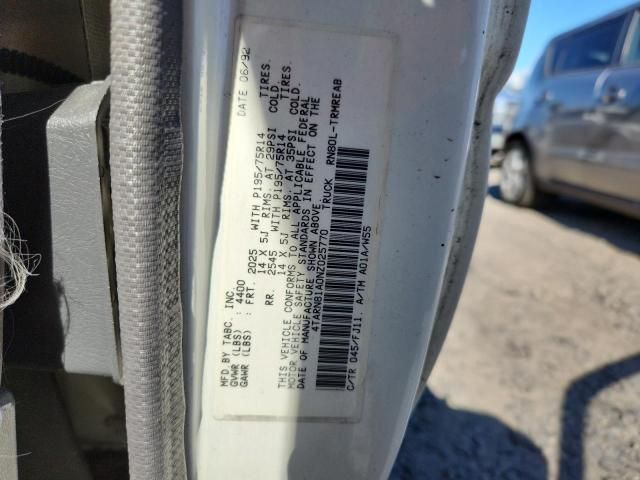 MFD BY TABC. INC. DATE 06/92
GVWR (LBS) : 4400
GAWR (LBS) : FRT. 2025 WITH P195/75R14 TIRES.
14 X 5J RIMS. AT 29PSI COLD.
RR. 2545 WITH P195/75R14 TIRES.
14 X 5J RIMS. AT 35PSI COLD.
THIS VEHICLE CONFORMS TO ALL APPLICABLE FEDERAL
MOTOR VEHICLE SAFETY STANDARDS IN EFFECT ON THE
DATE OF MANUFACTURE SHOWN ABOVE.
4TARN81A0NZ025770 TRUCK RN80L-TRMREAB
C/TR 045/FJ11. A/TM A01A/W55